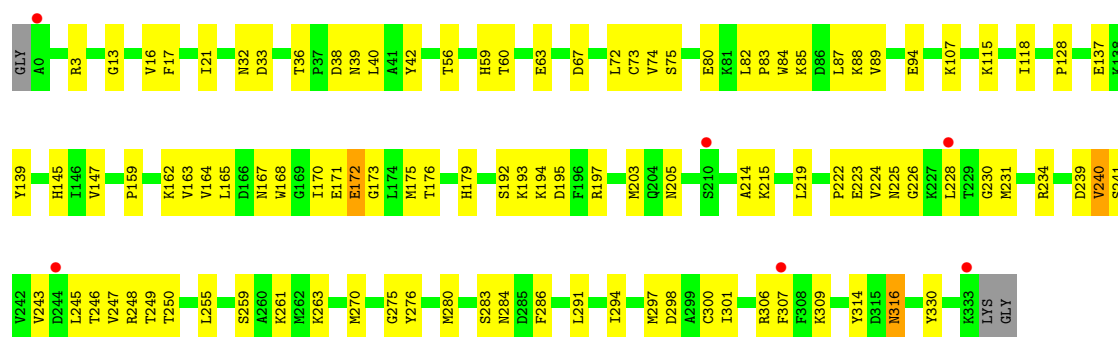 GLY A0 R3 G13 V16 F17 I21 N32 D33 T36 P37 D38 N39 L40 A41 Y42 T56 H59 T60 E63 D67 L72 C73 V74 S75 E80 K81 L82 P83 W84 K85 D86 L87 K88 V89 E94 K107 K115 I118 P128 E137 K138
Y139 H145 I146 V147 P159 K162 V163 V164 L165 D166 N167 W168 G169 I170 E171 E172 G173 L174 M175 T176 H179 S192 K193 K194 D195 F196 R197 M203 Q204 N205 S210 A214 K215 L219 P222 E223 V224 N225 G226 K227 L228 T229 G230 M231 R234 D239 V240 S241
V242 V243 D244 L245 T246 V247 R248 T249 T250 L255 S259 A260 K261 M262 K263 M270 G275 Y276 M280 S283 N284 D285 F286 L291 I294 M297 D298 A299 C300 I301 R306 F307 F308 K309 Y314 D315 N316 Y330 K333 LYS GLY